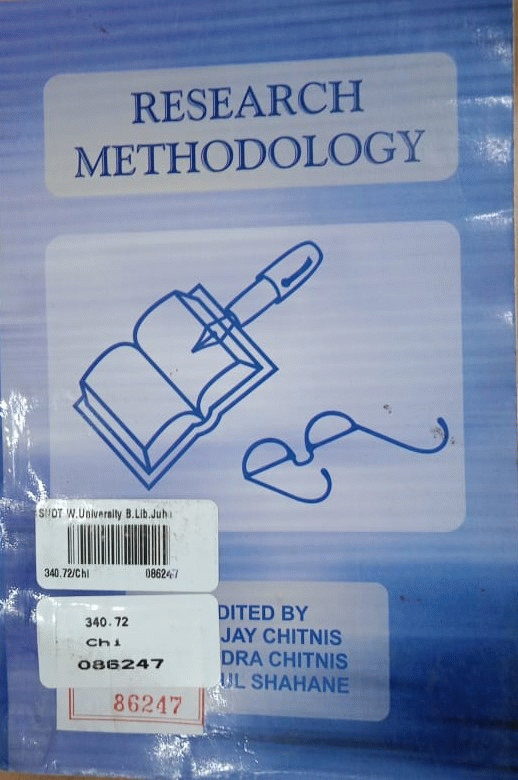 RESEARCH
METHODOLOGY
SNDT W.University B.Lib.Juhu
340.72/Chi 086247
340.72
Chi
086247
86247
DITED BY
JAY CHITNIS
DRA CHITNIS
UL SHAHANE